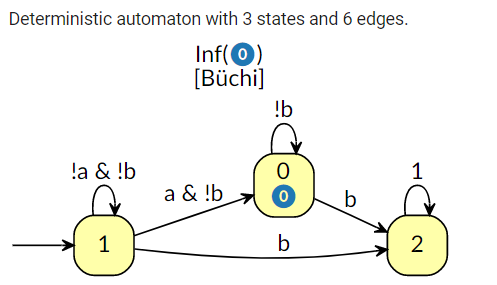 Deterministic automaton with 3 states and 6 edges.
Inf(0)
[Büchi]
!b
!a & !b
a & !b
0
0
b
1
1
b
2